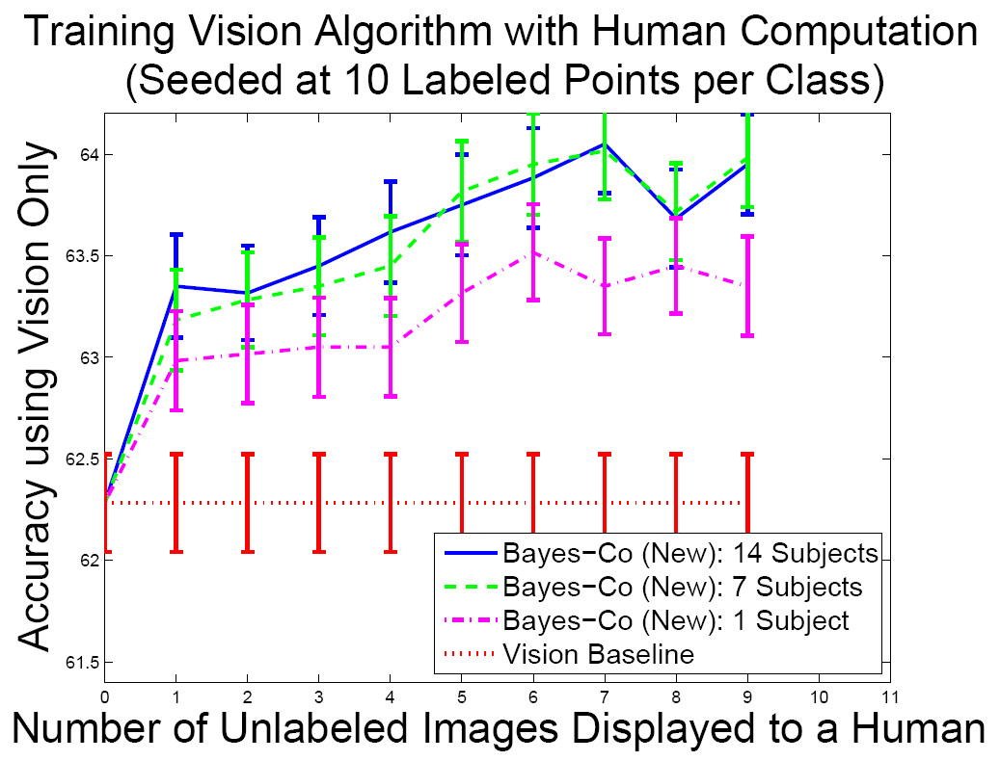 Training Vision Algorithm with Human Computation
(Seeded at 10 Labeled Points per Class)
Accuracy using Vision Only
64
63.5
63
62.5
62
61.5
Bayes−Co (New): 14 Subjects
Bayes−Co (New): 7 Subjects
Bayes−Co (New): 1 Subject
Vision Baseline
0 1 2 3 4 5 6 7 8 9 10 11
Number of Unlabeled Images Displayed to a Human